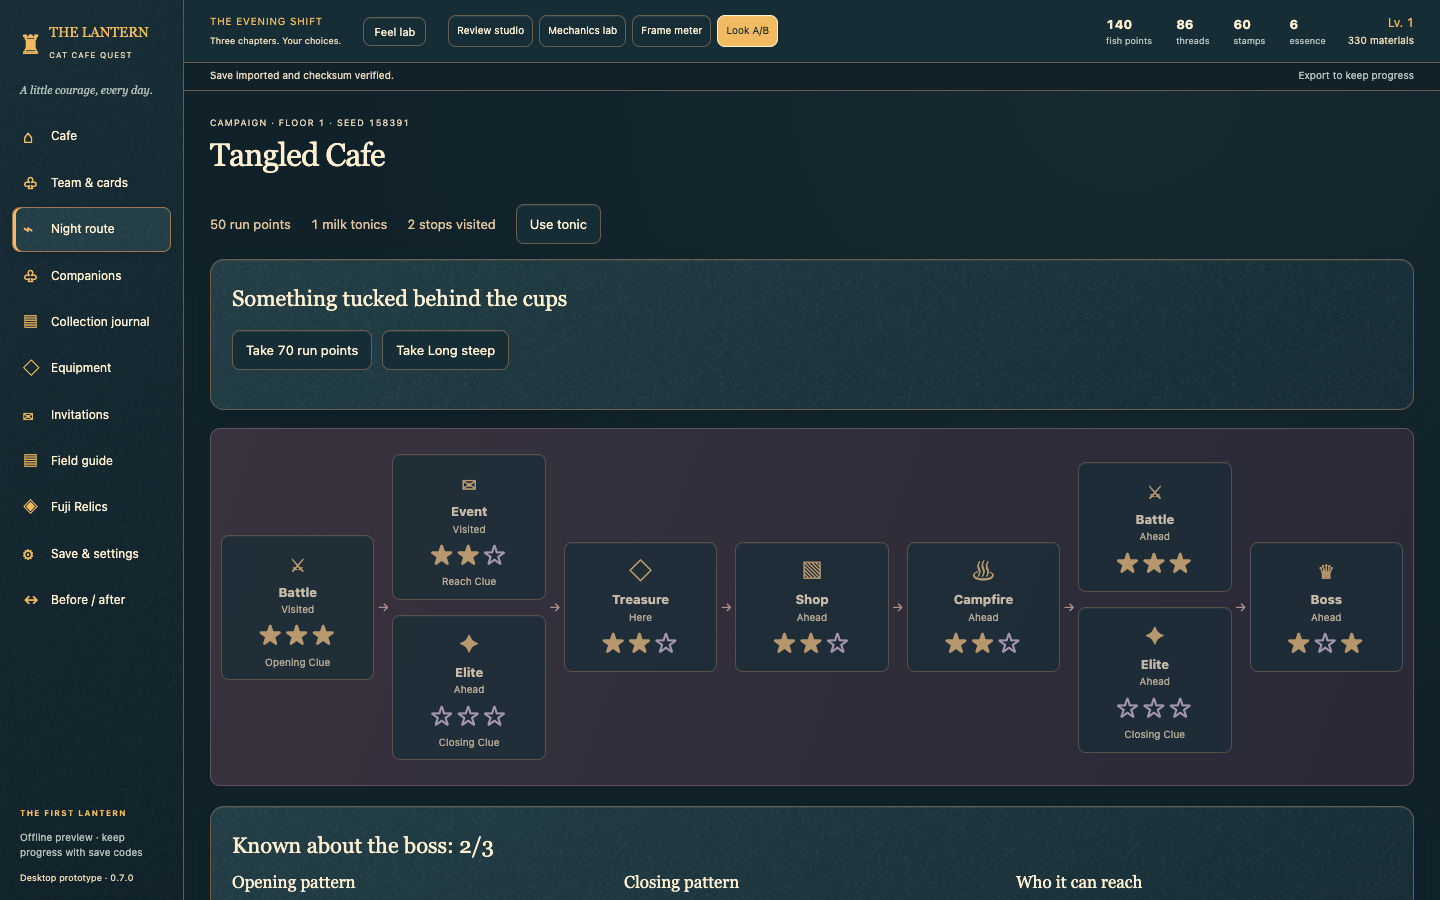 THE LANTERN
CAT CAFE QUEST
A little courage, every day.
Cafe
Team & cards
Night route
Companions
Collection journal
Equipment
Invitations
Field guide
Fuji Relics
Save & settings
Before / after
THE FIRST LANTERN
Offline preview · keep
progress with save codes
Desktop prototype · 0.7.0
THE EVENING SHIFT
Three chapters. Your choices.
Feel lab
Review studio
Mechanics lab
Frame meter
Look A/B
140
fish points
86
threads
60
stamps
6
essence
Lv. 1
330 materials
Save imported and checksum verified.
Export to keep progress
CAMPAIGN · FLOOR 1 · SEED 158391
Tangled Cafe
50 run points
1 milk tonics
2 stops visited
Use tonic
Something tucked behind the cups
Take 70 run points
Take Long steep
Battle
Visited
Opening Clue
Event
Visited
Reach Clue
Elite
Ahead
Closing Clue
Treasure
Here
Shop
Ahead
Campfire
Ahead
Battle
Ahead
Elite
Ahead
Closing Clue
Boss
Ahead
Known about the boss: 2/3
Opening pattern
Closing pattern
Who it can reach